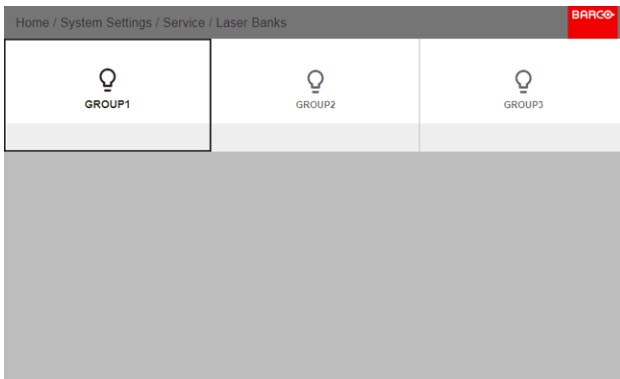 Home / System Settings / Service / Laser Banks
BARCO
GROUP1
GROUP2
GROUP3